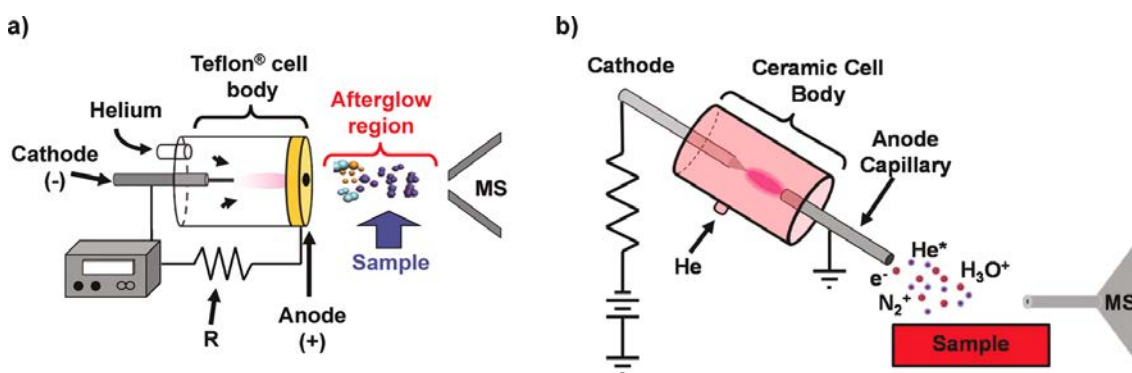 a)
Teflon® cell
body
Helium
Cathode
(-)
Afterglow
region
MS
Sample
R
Anode
(+)
b)
Cathode
Ceramic Cell
Body
Anode
Capillary
He
He*
e⁻
H₃O⁺
N₂⁺
MS
Sample